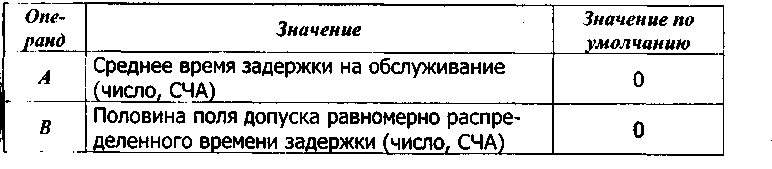 Опе-
ранд
Значение
Значение по
умолчанию
A
Среднее время задержки на обслуживание
(число, СЧА)
0
B
Половина поля допуска равномерно распре-
деленного времени задержки (число, СЧА)
0